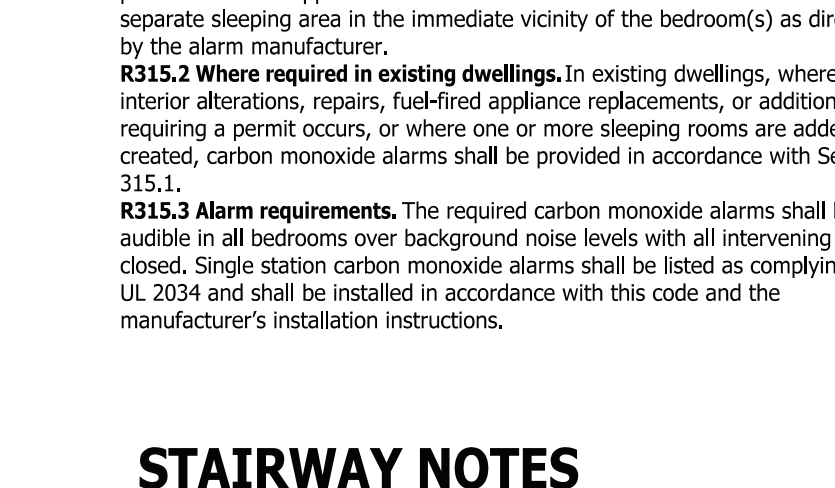 separate sleeping area in the immediate vicinity of the bedroom(s) as
by the alarm manufacturer.
R315.2 Where required in existing dwellings. In existing dwellings, where
interior alterations, repairs, fuel-fired appliance replacements, or
requiring a permit occurs, or where one or more sleeping rooms are
created, carbon monoxide alarms shall be provided in accordance with
315.1.
R315.3 Alarm requirements. The required carbon monoxide alarms shall
audible in all bedrooms over background noise levels with all intervening
closed. Single station carbon monoxide alarms shall be listed as
UL 2034 and shall be installed in accordance with this code and the
manufacturer's installation instructions.
STAIRWAY NOTES